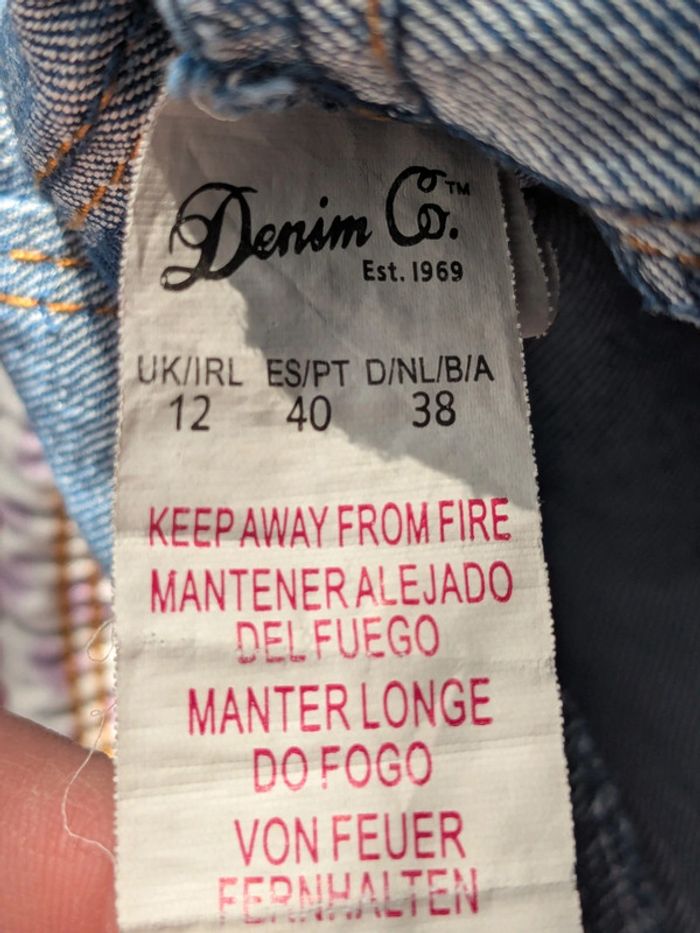 Denim Co.™
Est. 1969
UK/IRL ES/PT D/NL/B/A
12 40 38
KEEP AWAY FROM FIRE
MANTENER ALEJADO
DEL FUEGO
MANTER LONGE
DO FOGO
VON FEUER
FERNHALTEN